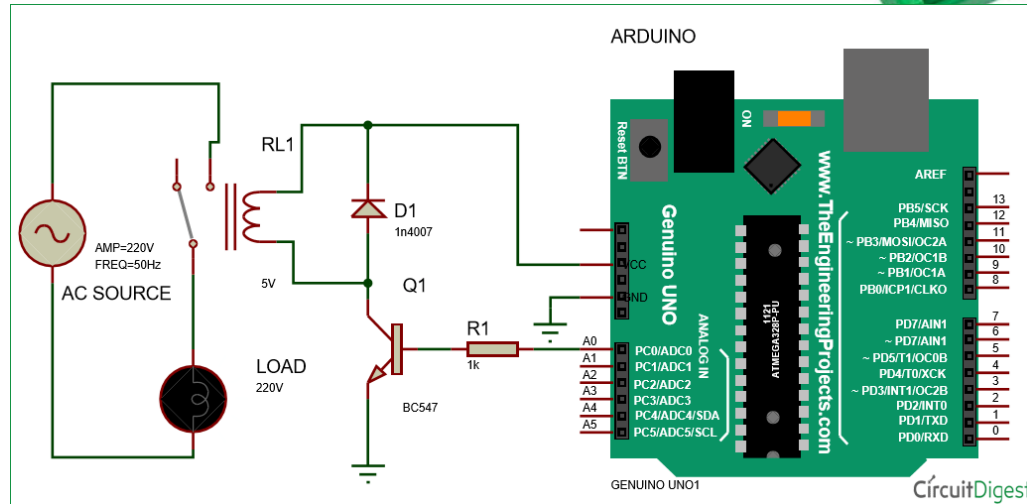 ARDUINO
RL1
5V
D1
1n4007
Q1
BC547
R1
1k
AMP=220V
FREQ=50Hz
AC SOURCE
LOAD
220V
Reset BTN
ON
Genuino UNO
www.TheEngineeringProjects.com
1121
ATMEGA328P-PU
VCC
GND
ANALOG IN
A0 PC0/ADC0
A1 PC1/ADC1
A2 PC2/ADC2
A3 PC3/ADC3
A4 PC4/ADC4/SDA
A5 PC5/ADC5/SCL
AREF
PB5/SCK 13
PB4/MISO 12
~ PB3/MOSI/OC2A 11
~ PB2/OC1B 10
~ PB1/OC1A 9
PB0/ICP1/CLKO 8
PD7/AIN1 7
~ PD7/AIN1 6
~ PD5/T1/OC0B 5
PD4/T0/XCK 4
~ PD3/INT1/OC2B 3
PD2/INT0 2
PD1/TXD 1
PD0/RXD 0
GENUINO UNO1
CircuitDigest